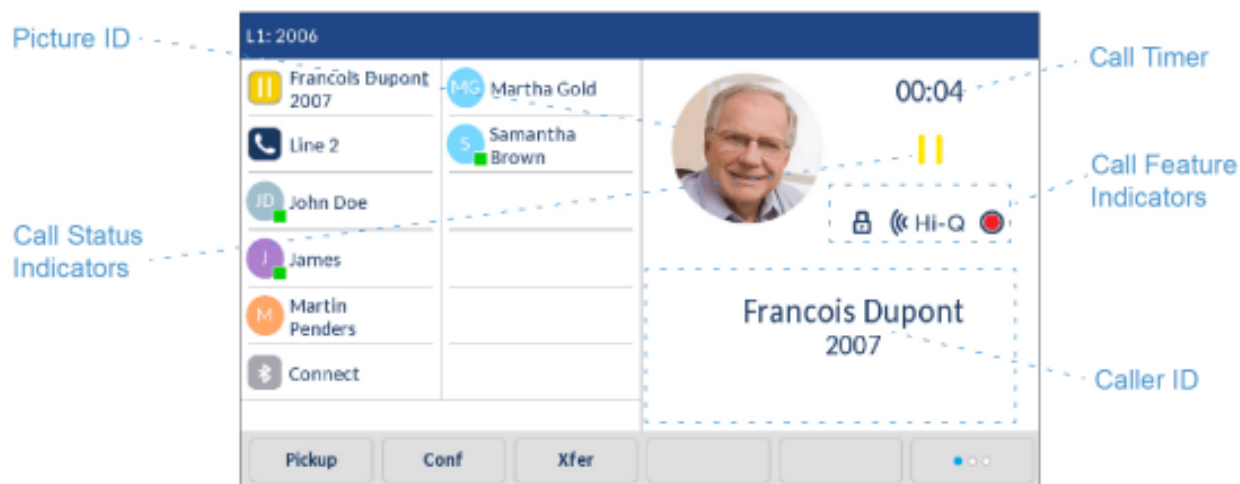 Picture ID
L1: 2006
Call Timer
Francois Dupont
2007
MG
Martha Gold
00:04
Line 2
S
Samantha
Brown
Call Feature
Indicators
JD
John Doe
Hi-Q
Call Status
Indicators
J
James
M
Martin
Penders
Francois Dupont
2007
Caller ID
Connect
Pickup
Conf
Xfer